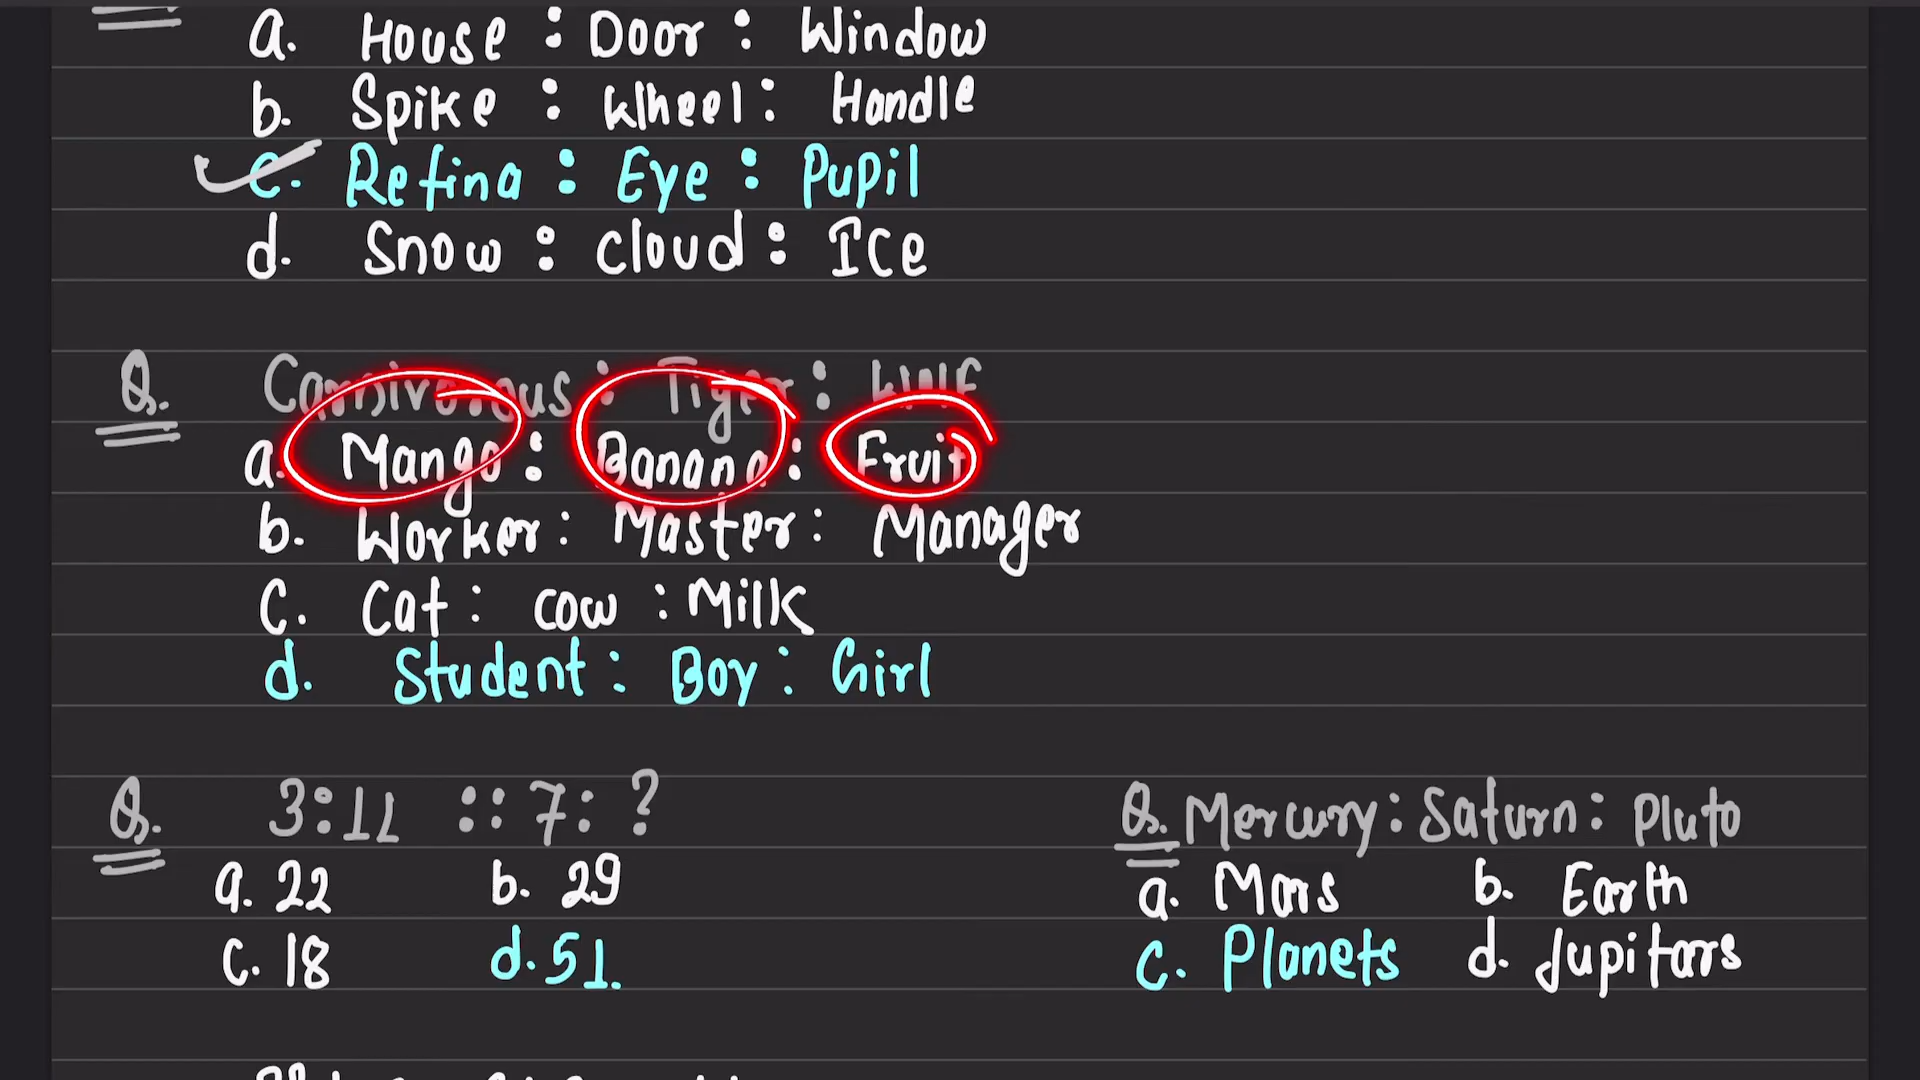 a. House : Door : Window
b. Spike : Wheel : Handle
c. Retina : Eye : Pupil
d. Snow : cloud : Ice
Q. Carnivorous : Tiger : Wolf
a. Mango : Banana : Fruit
b. Worker : Master : Manager
c. Cat : cow : Milk
d. Student : Boy : Girl
Q. 3:11 :: 7: ?
a. 22 b. 29
c. 18 d. 51.
Q. Mercury : Saturn : Pluto
a. Mars b. Earth
c. Planets d. Jupitars